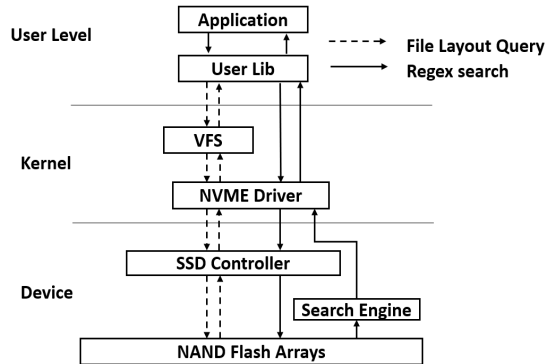 Application
User Level
File Layout Query
User Lib
Regex search
VFS
Kernel
NVME Driver
SSD Controller
Device
Search Engine
NAND Flash Arrays